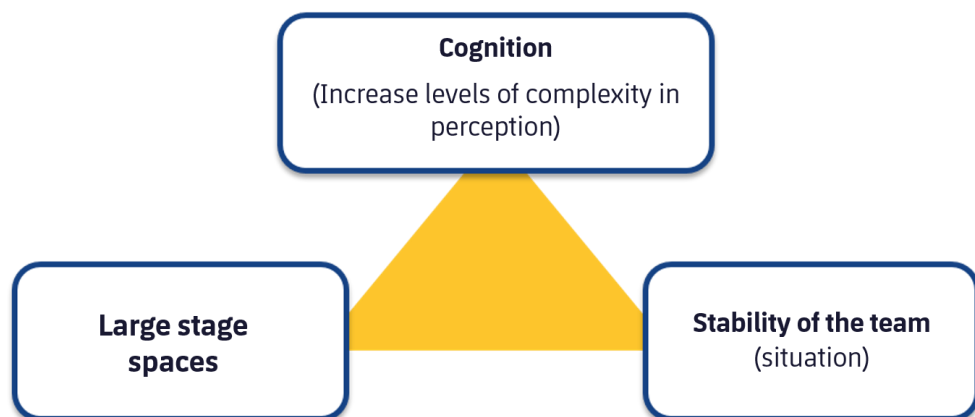 Cognition
(Increase levels of complexity in
perception)
Large stage
spaces
Stability of the team
(situation)